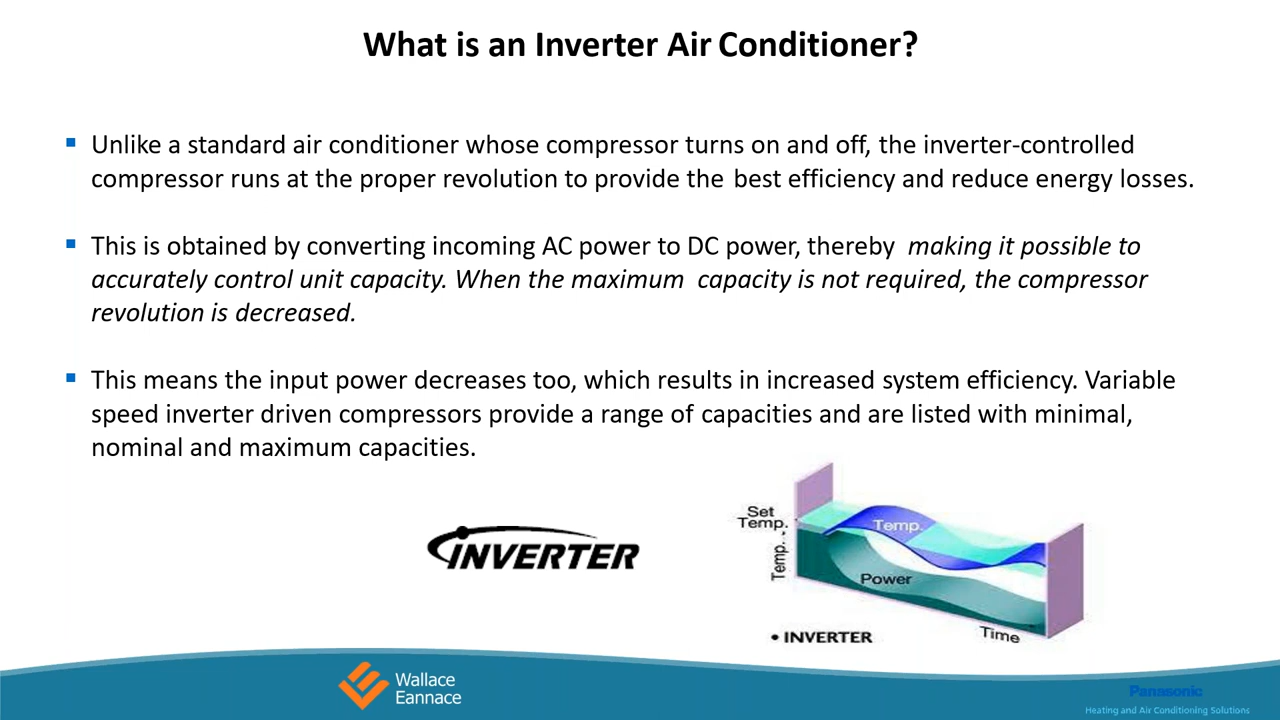 What is an Inverter Air Conditioner?
Unlike a standard air conditioner whose compressor turns on and off, the inverter-controlled
compressor runs at the proper revolution to provide the best efficiency and reduce energy losses.
This is obtained by converting incoming AC power to DC power, thereby making it possible to
accurately control unit capacity. When the maximum capacity is not required, the compressor
revolution is decreased.
This means the input power decreases too, which results in increased system efficiency. Variable
speed inverter driven compressors provide a range of capacities and are listed with minimal,
nominal and maximum capacities.
INVERTER
Set
Temp.
Temp.
Temp.
Power
Time
• INVERTER
Wallace
Eannace
Panasonic
Heating and Air Conditioning Solutions